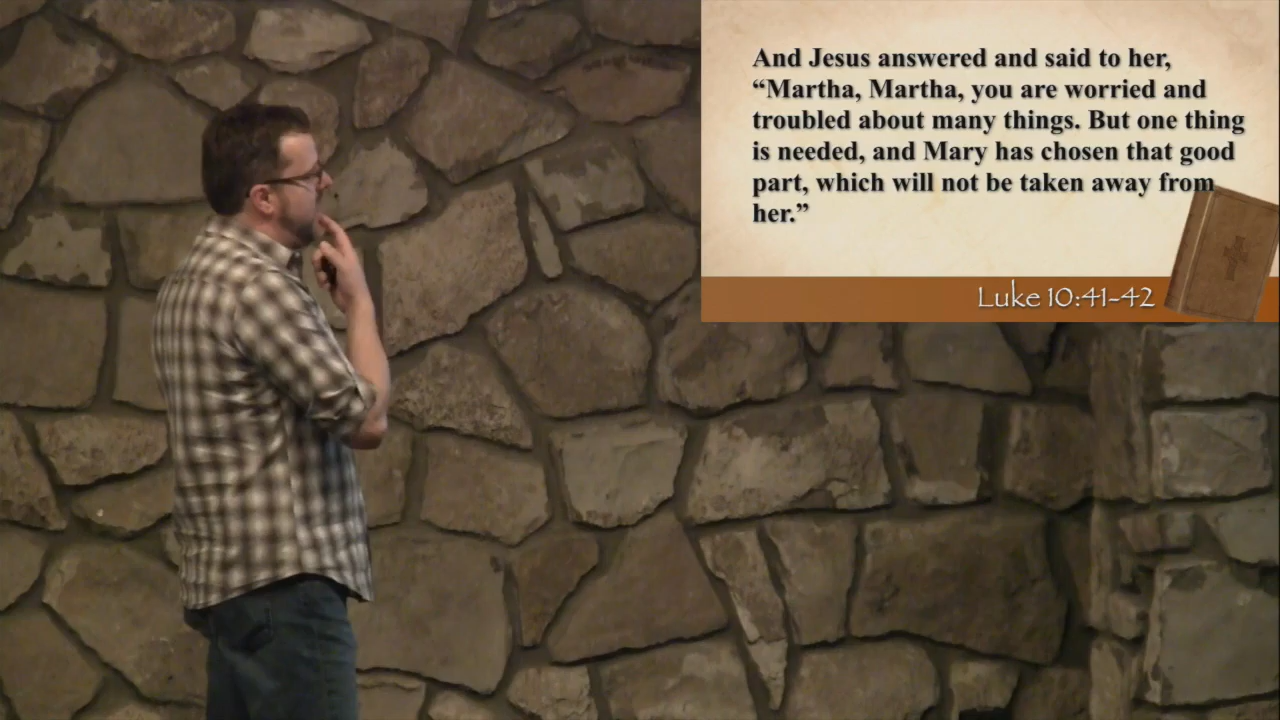 And Jesus answered and said to her,
“Martha, Martha, you are worried and
troubled about many things. But one thing
is needed, and Mary has chosen that good
part, which will not be taken away from
her.”
Luke 10:41-42